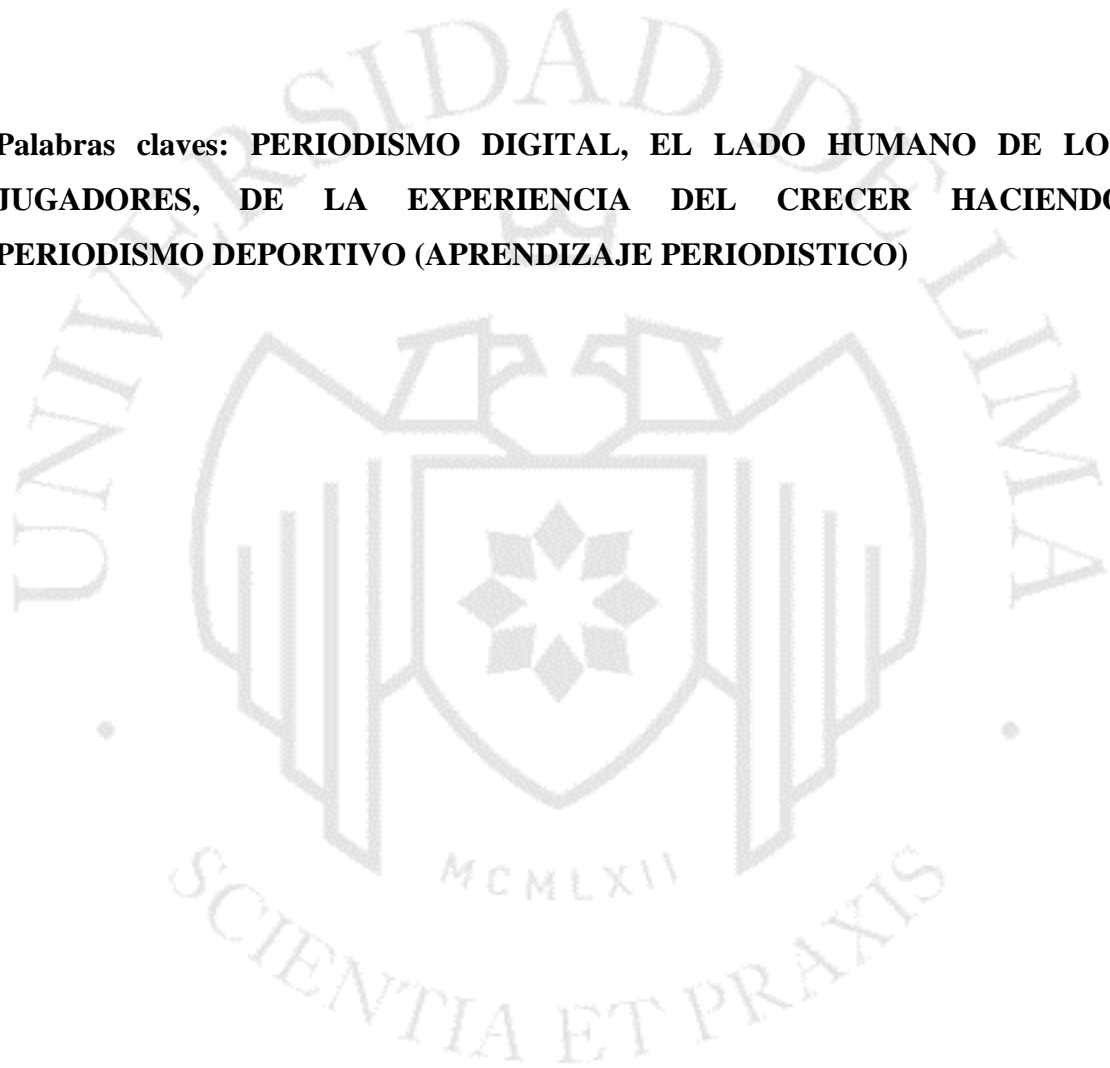 Palabras claves: PERIODISMO DIGITAL, EL LADO HUMANO DE LO
JUGADORES, DE LA EXPERIENCIA DEL CRECER HACIENDO
PERIODISMO DEPORTIVO (APRENDIZAJE PERIODISTICO)
UNIVERSIDAD DE LIMA
MCMLXII
SCIENTIA ET PRAXIS